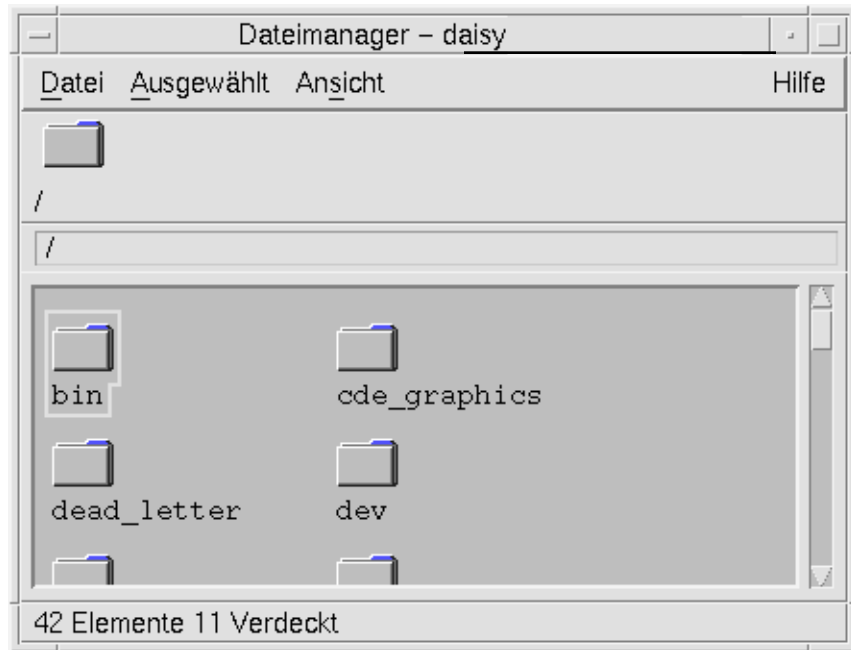 Dateimanager – daisy
Datei Ausgewählt Ansicht Hilfe
/
/
bin cde_graphics
dead_letter dev
42 Elemente 11 Verdeckt